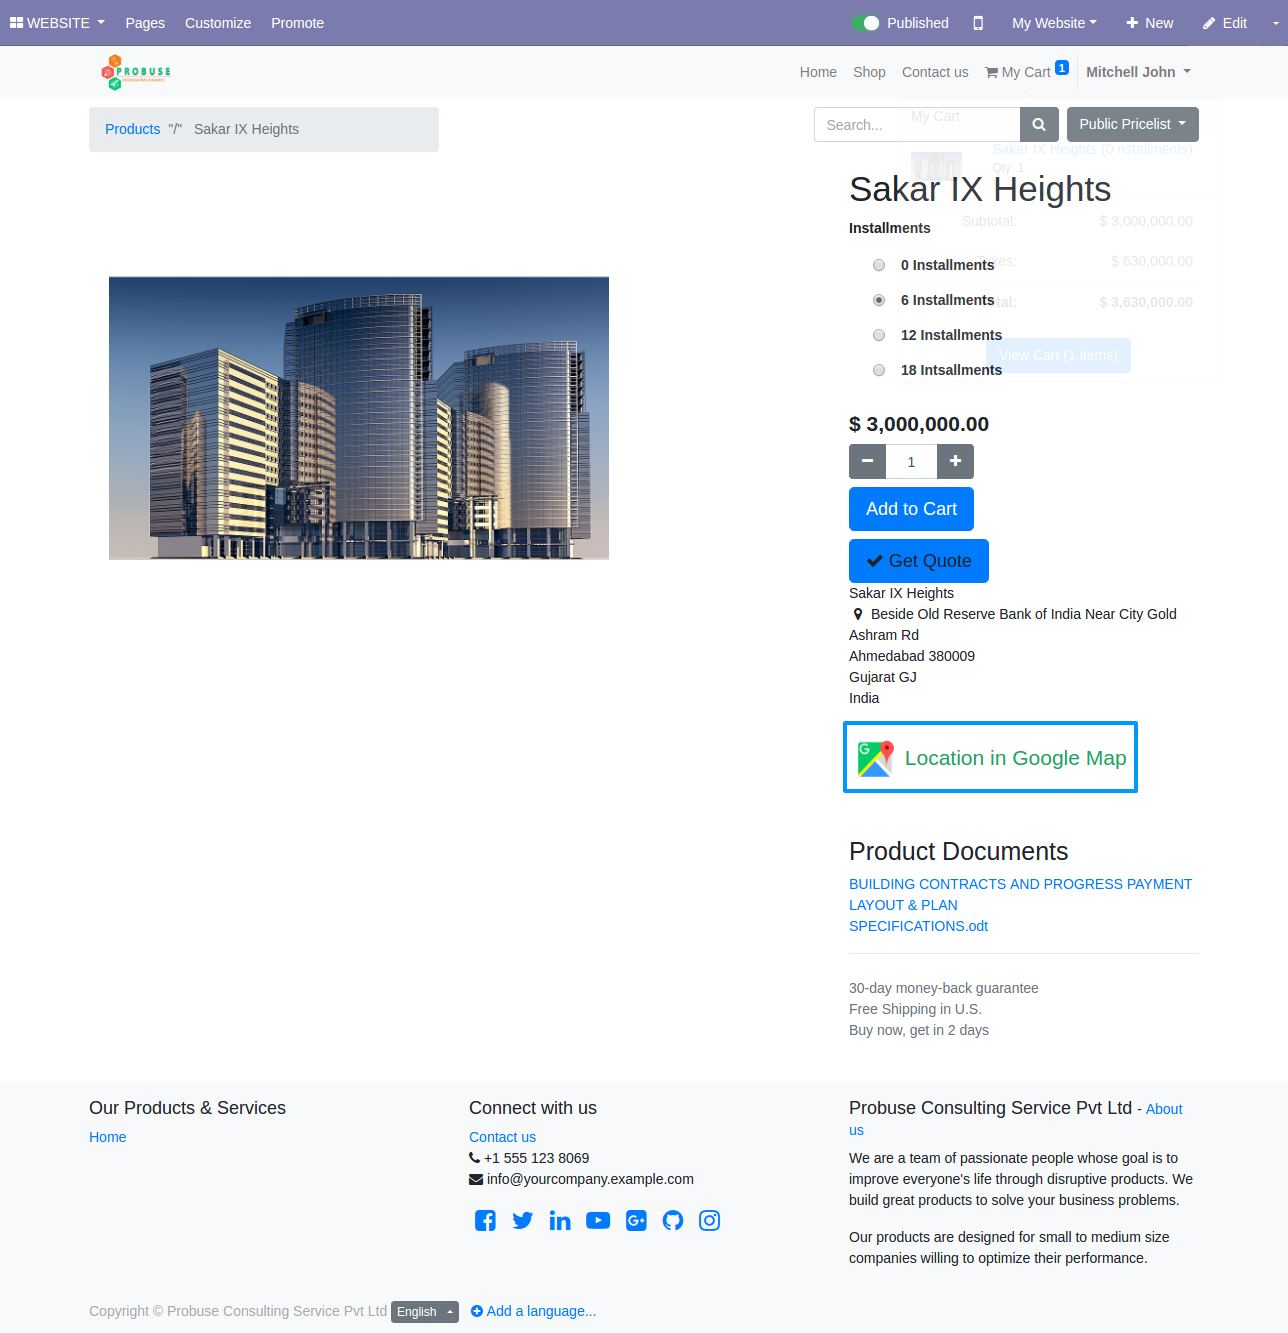 WEBSITE Pages Customize Promote Published My Website New Edit
PROBUSE
Home Shop Contact us My Cart 1 Mitchell John
Products "/" Sakar IX Heights
Search... Public Pricelist
My Cart
Sakar IX Heights (0 nstallments)
Qty: 1
Sakar IX Heights
Subtotal: $ 3,000,000.00
Installments
$ 630,000.00
0 Installments
$ 3,630,000.00
6 Installments
12 Installments
View Cart (1 items)
18 Intsallments
$ 3,000,000.00
1
Add to Cart
Get Quote
Sakar IX Heights
Beside Old Reserve Bank of India Near City Gold
Ashram Rd
Ahmedabad 380009
Gujarat GJ
India
Location in Google Map
Product Documents
BUILDING CONTRACTS AND PROGRESS PAYMENT
LAYOUT & PLAN
SPECIFICATIONS.odt
30-day money-back guarantee
Free Shipping in U.S.
Buy now, get in 2 days
Our Products & Services
Home
Connect with us
Contact us
+1 555 123 8069
info@yourcompany.example.com
Probuse Consulting Service Pvt Ltd - About
us
We are a team of passionate people whose goal is to
improve everyone's life through disruptive products. We
build great products to solve your business problems.
Our products are designed for small to medium size
companies willing to optimize their performance.
Copyright © Probuse Consulting Service Pvt Ltd English Add a language...